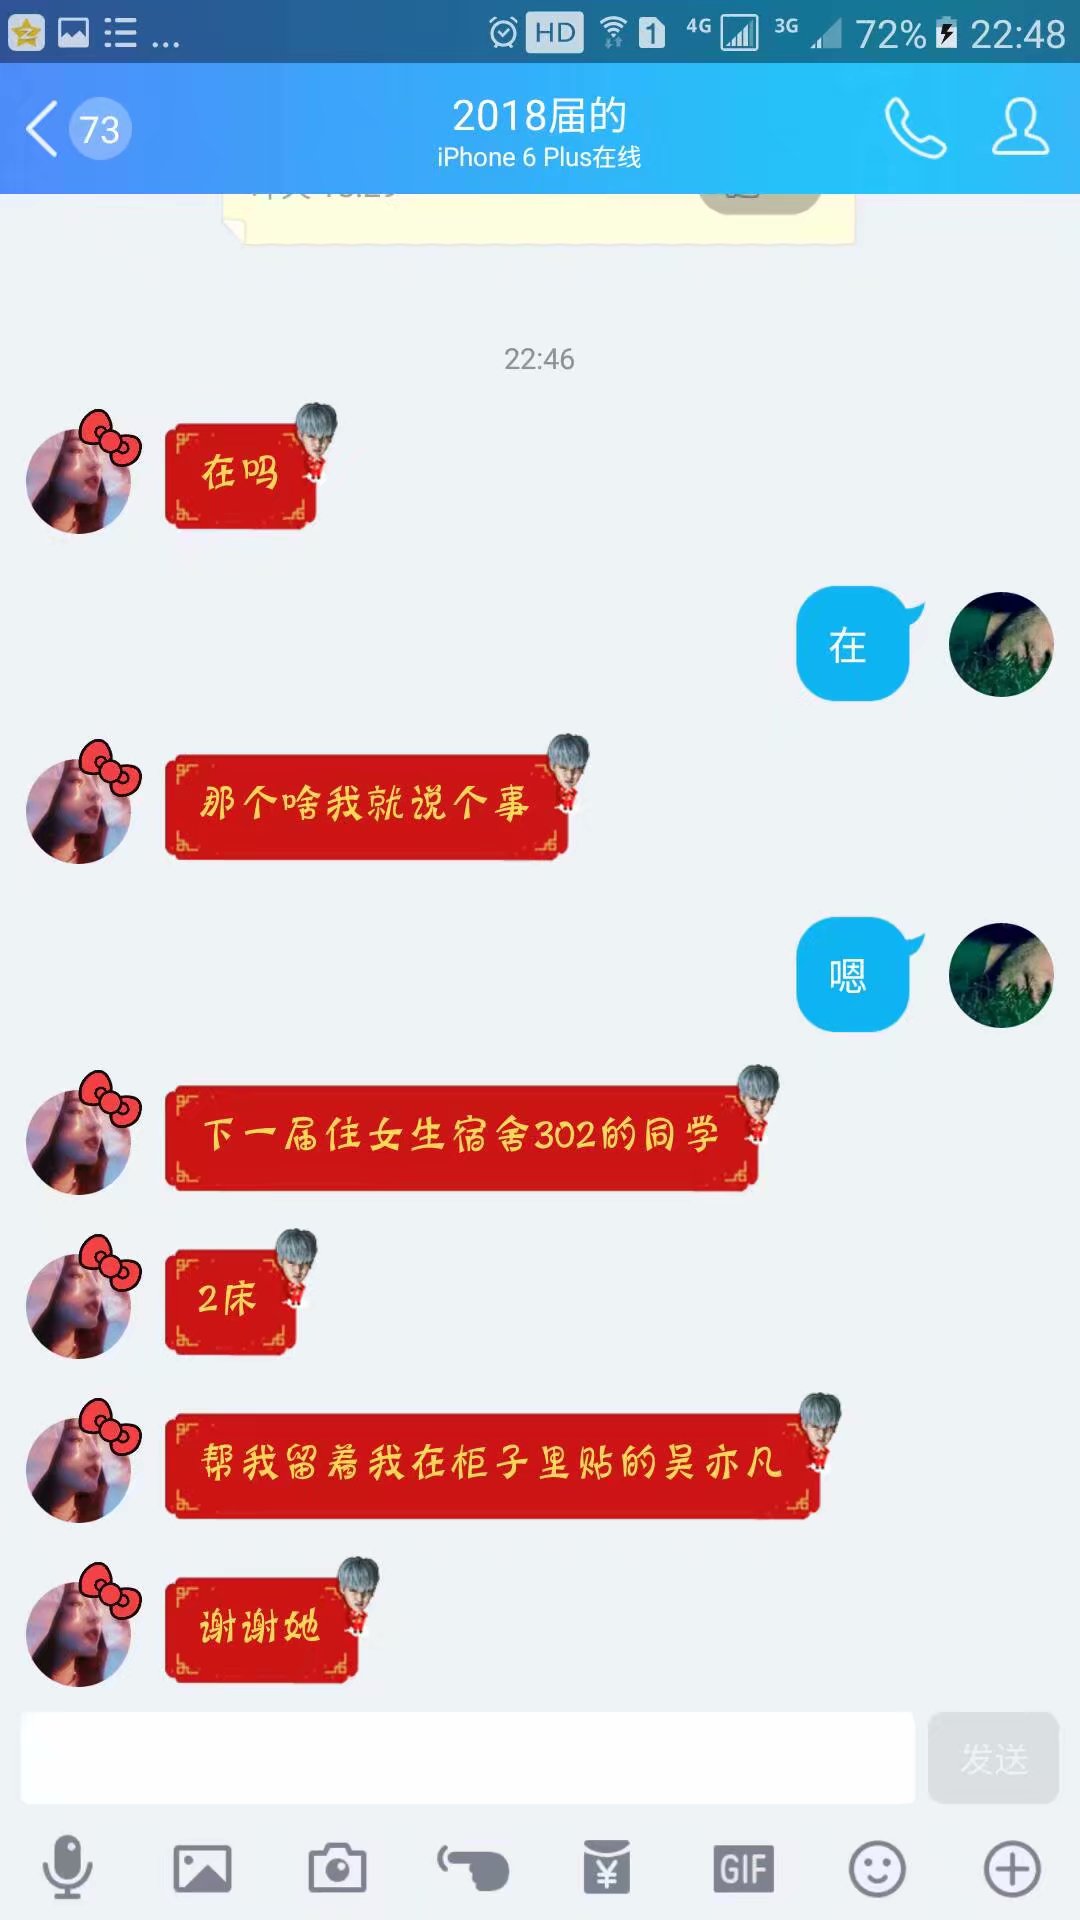 HD 1 4G 3G 72% 22:48
73
2018届的
iPhone 6 Plus在线
22:46
在吗
在
那个啥我就说个事
嗯
下一届住女生宿舍302的同学
2床
帮我留着我在柜子里贴的吴亦凡
谢谢她
发送
GIF